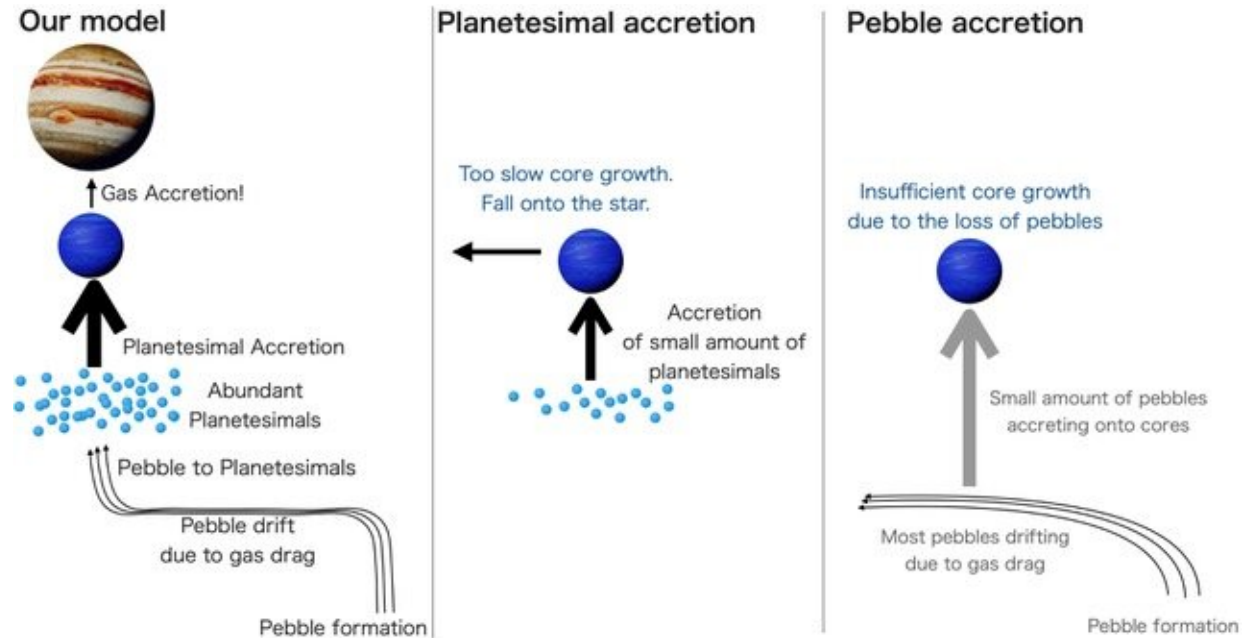 Our model
Gas Accretion!
Planetesimal Accretion
Abundant
Planetesimals
Pebble to Planetesimals
Pebble drift
due to gas drag
Pebble formation
Planetesimal accretion
Too slow core growth.
Fall onto the star.
Accretion
of small amount of
planetesimals
Pebble accretion
Insufficient core growth
due to the loss of pebbles
Small amount of pebbles
accreting onto cores
Most pebbles drifting
due to gas drag
Pebble formation